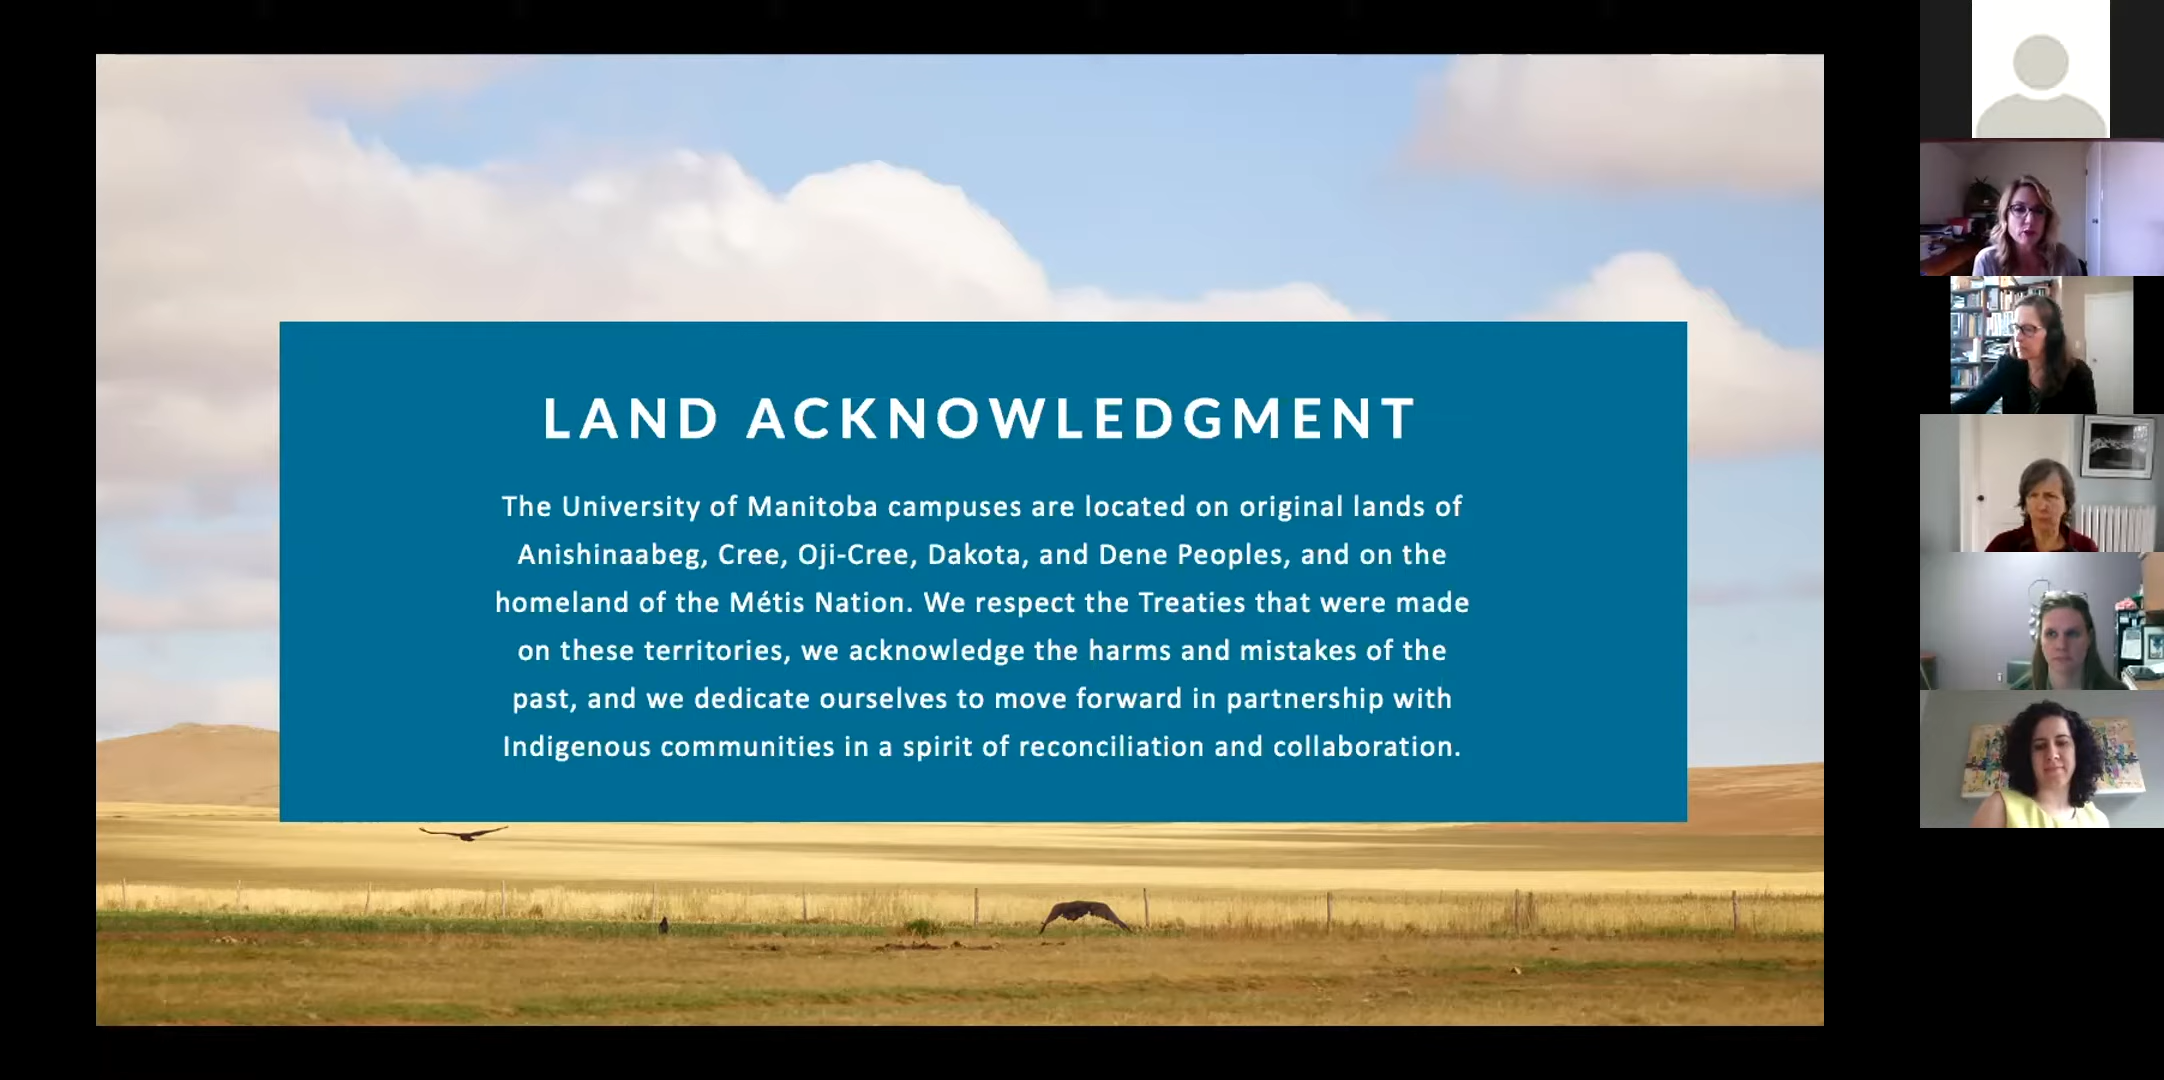 LAND ACKNOWLEDGMENT
The University of Manitoba campuses are located on original lands of
Anishinaabeg, Cree, Oji-Cree, Dakota, and Dene Peoples, and on the
homeland of the Métis Nation. We respect the Treaties that were made
on these territories, we acknowledge the harms and mistakes of the
past, and we dedicate ourselves to move forward in partnership with
Indigenous communities in a spirit of reconciliation and collaboration.